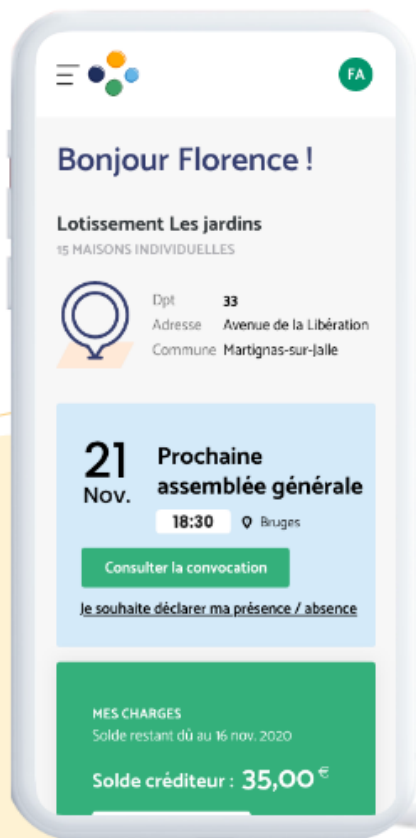 FA
Bonjour Florence !
Lotissement Les jardins
15 MAISONS INDIVIDUELLES
Dpt 33
Adresse Avenue de la Libération
Commune Martignas-sur-Jalle
21
Nov.
Prochaine
assemblée générale
18:30 Bruges
Consulter la convocation
Je souhaite déclarer ma présence / absence
MES CHARGES
Solde restant dû au 16 nov. 2020
Solde créditeur : 35,00 €